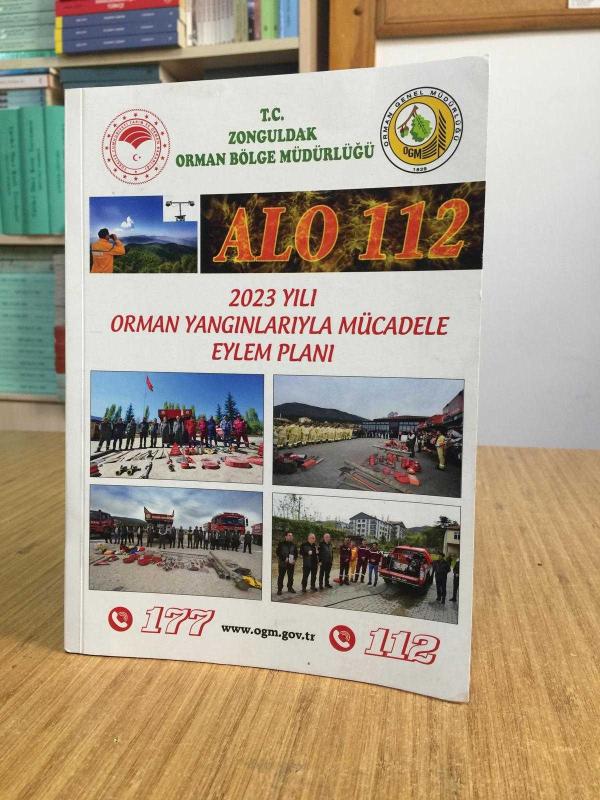 T.C.
ZONGULDAK
ORMAN BÖLGE MÜDÜRLÜĞÜ
ORMAN GENEL MÜDÜRLÜĞÜ
OGM
1839
ALO 112
2023 YILI
ORMAN YANGINLARIYLA MÜCADELE
EYLEM PLANI
177
www.ogm.gov.tr
112